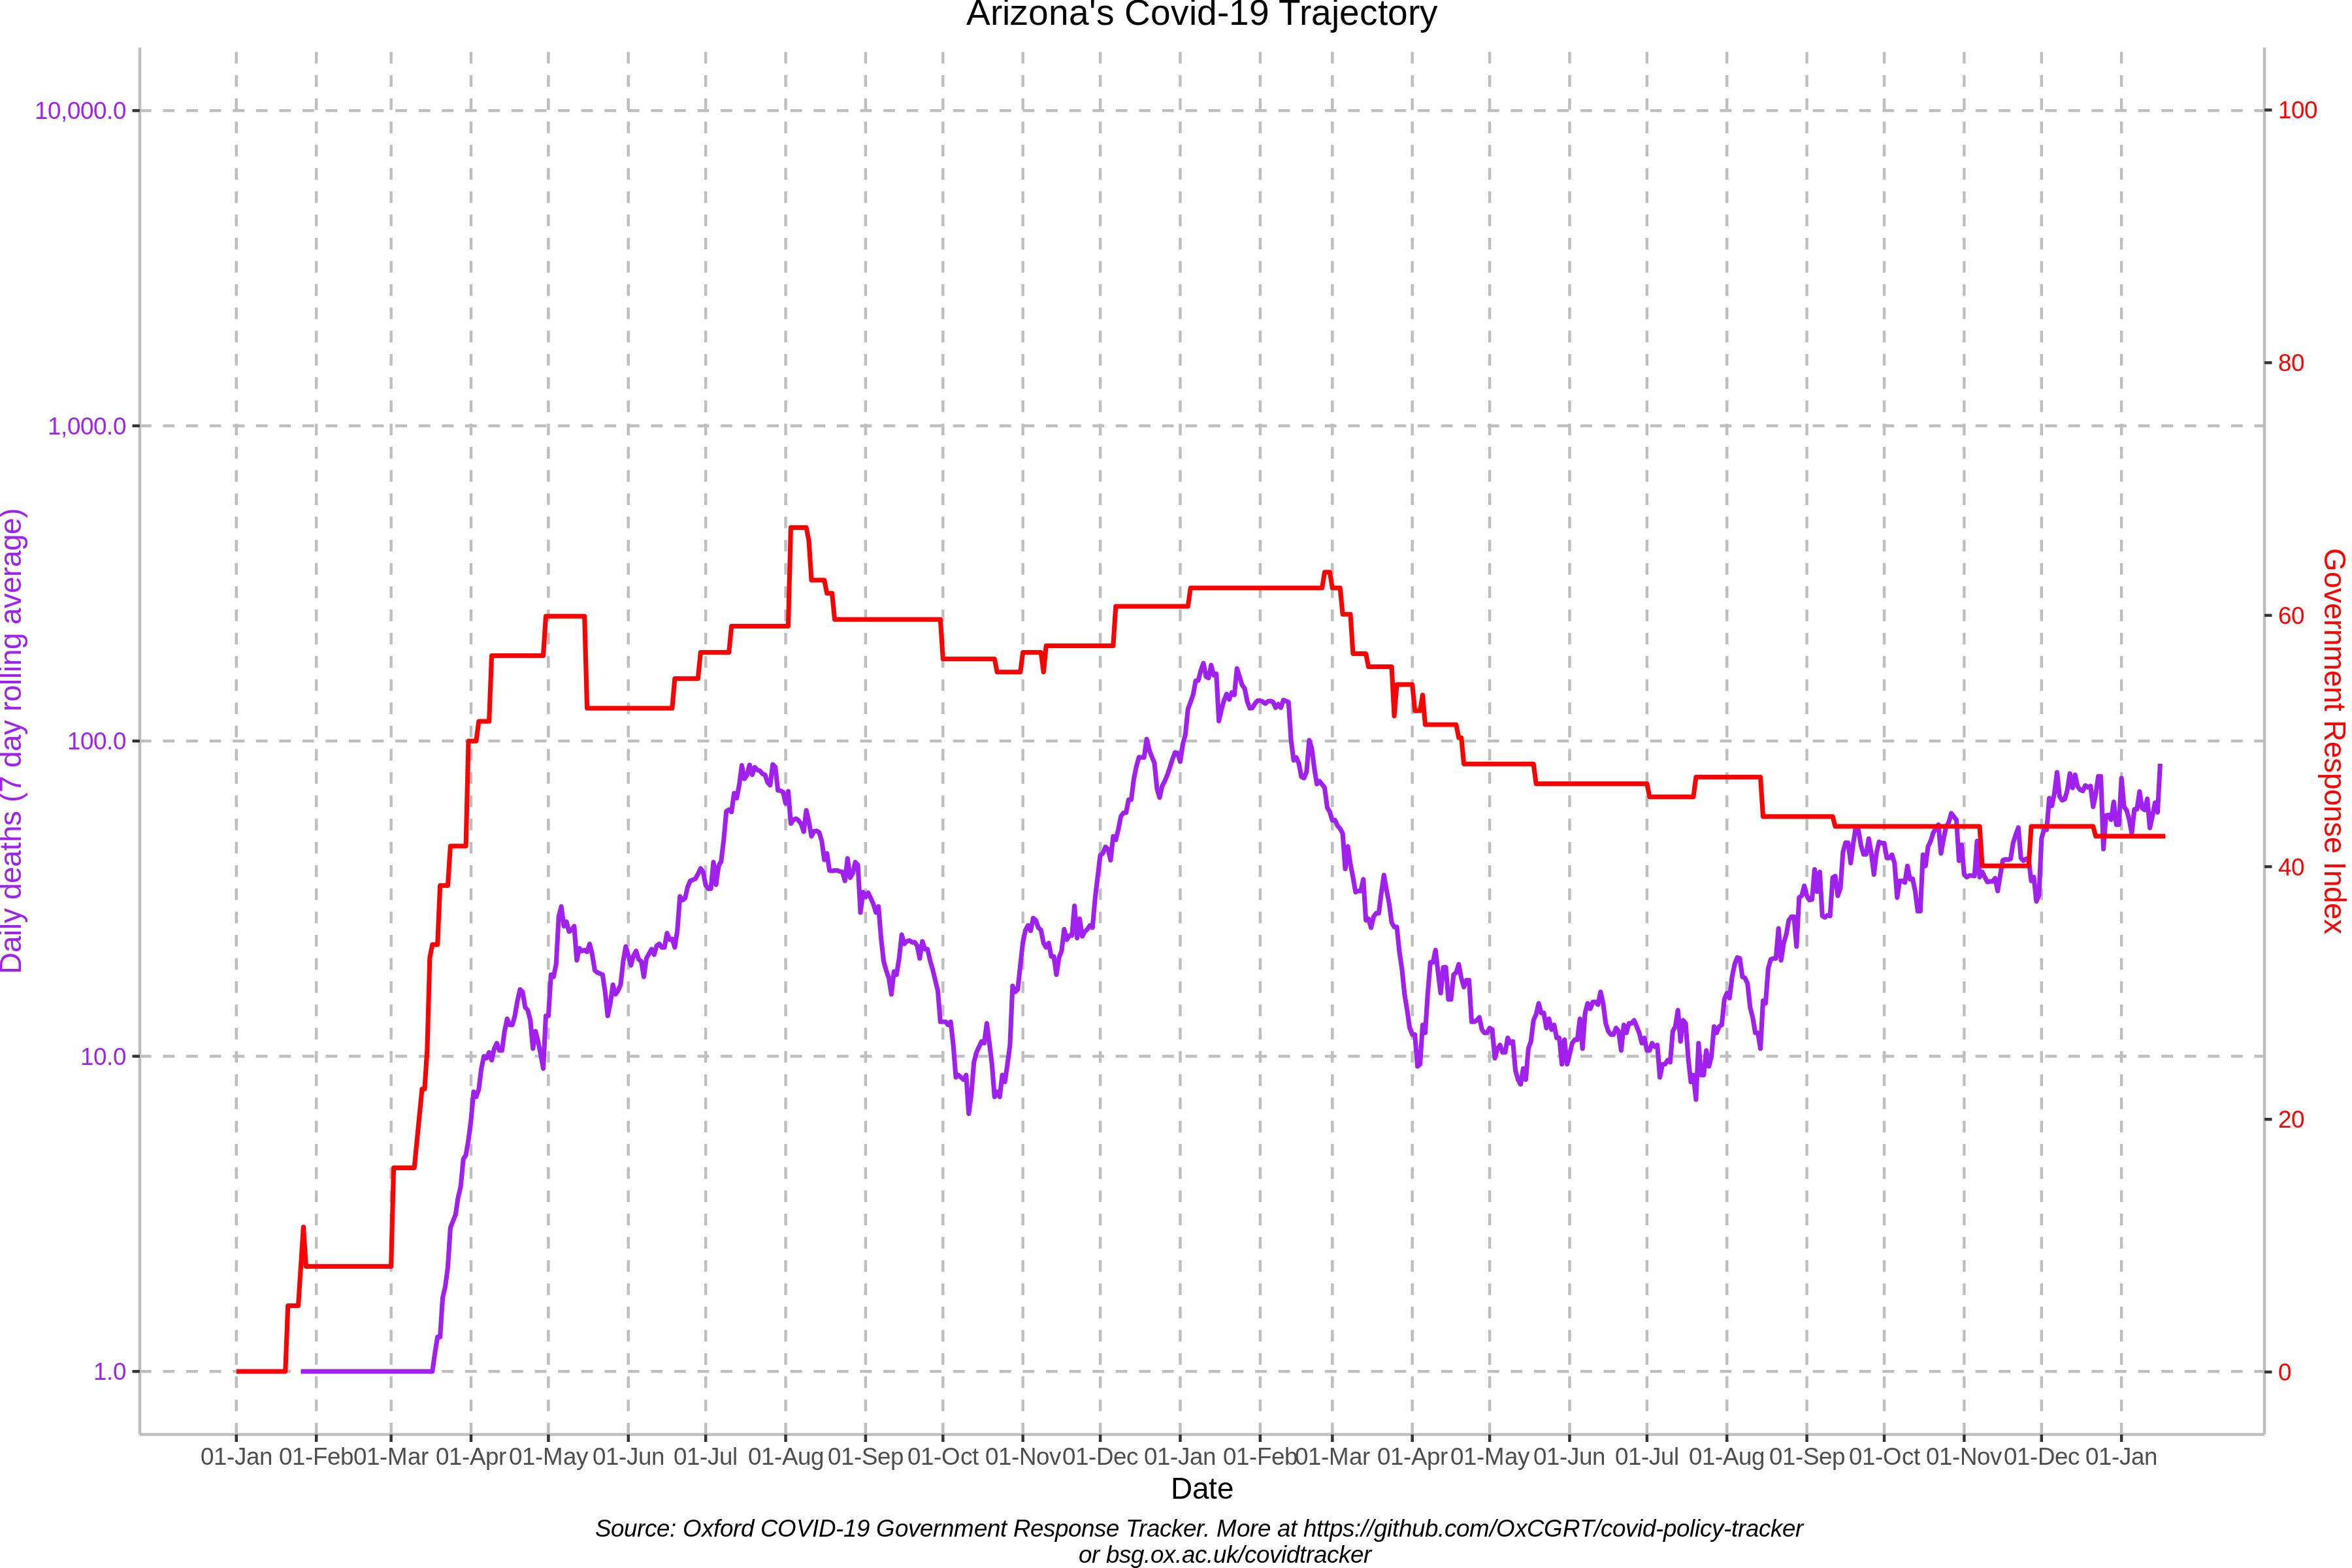 Arizona's Covid-19 Trajectory
10,000.0
1,000.0
100.0
10.0
1.0
Daily deaths (7 day rolling average)
100
80
60
40
20
0
Government Response Index
01-Jan 01-Feb 01-Mar 01-Apr 01-May 01-Jun 01-Jul 01-Aug 01-Sep 01-Oct 01-Nov 01-Dec 01-Jan 01-Feb 01-Mar 01-Apr 01-May 01-Jun 01-Jul 01-Aug 01-Sep 01-Oct 01-Nov 01-Dec 01-Jan
Date
Source: Oxford COVID-19 Government Response Tracker. More at https://github.com/OxCGRT/covid-policy-tracker
or bsg.ox.ac.uk/covidtracker